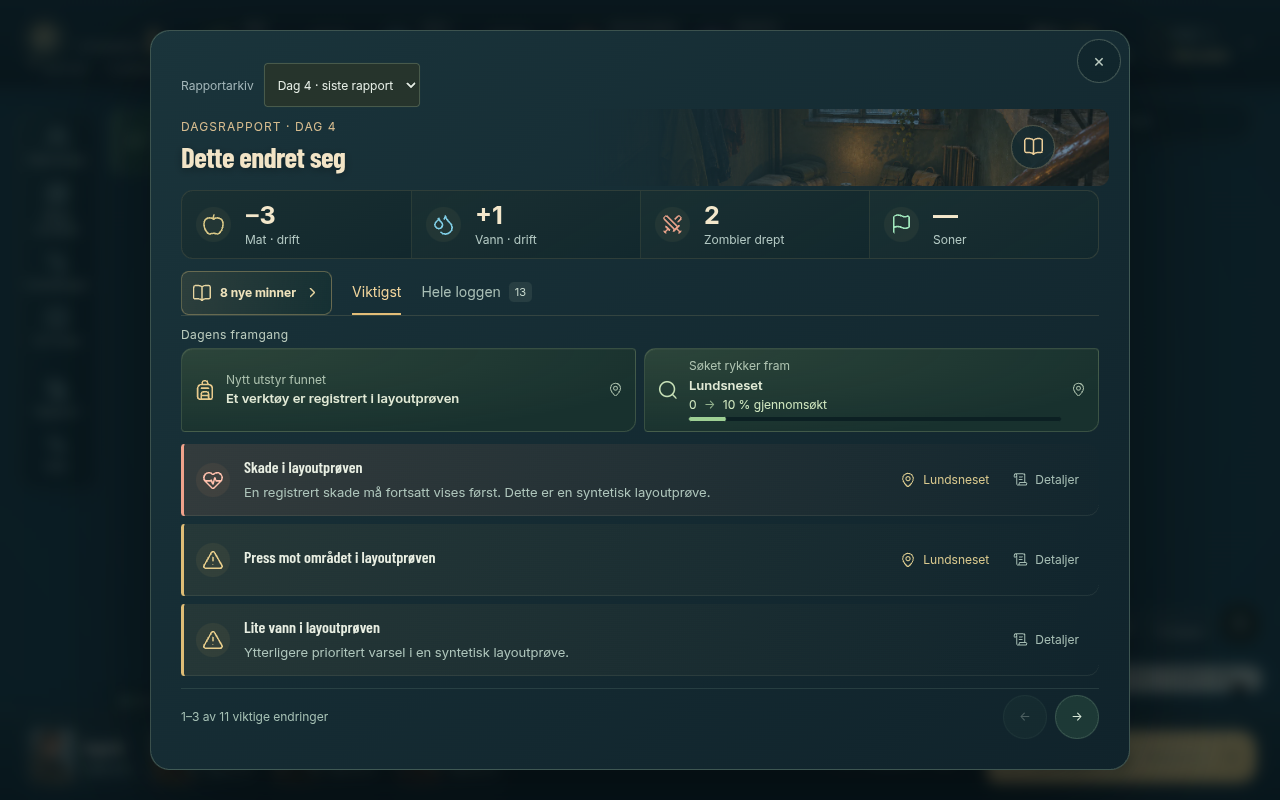 Rapportarkiv
Dag 4 · siste rapport
DAGSRAPPORT · DAG 4
Dette endret seg
–3
Mat · drift
+1
Vann · drift
2
Zombier drept
—
Soner
8 nye minner
Viktigst
Hele loggen 13
Dagens framgang
Nytt utstyr funnet
Et verktøy er registrert i layoutprøven
Søket rykker fram
Lundsneset
0 → 10 % gjennomsøkt
Skade i layoutprøven
En registrert skade må fortsatt vises først. Dette er en syntetisk layoutprøve.
Lundsneset
Detaljer
Press mot området i layoutprøven
Lundsneset
Detaljer
Lite vann i layoutprøven
Ytterligere prioritert varsel i en syntetisk layoutprøve.
Detaljer
1–3 av 11 viktige endringer